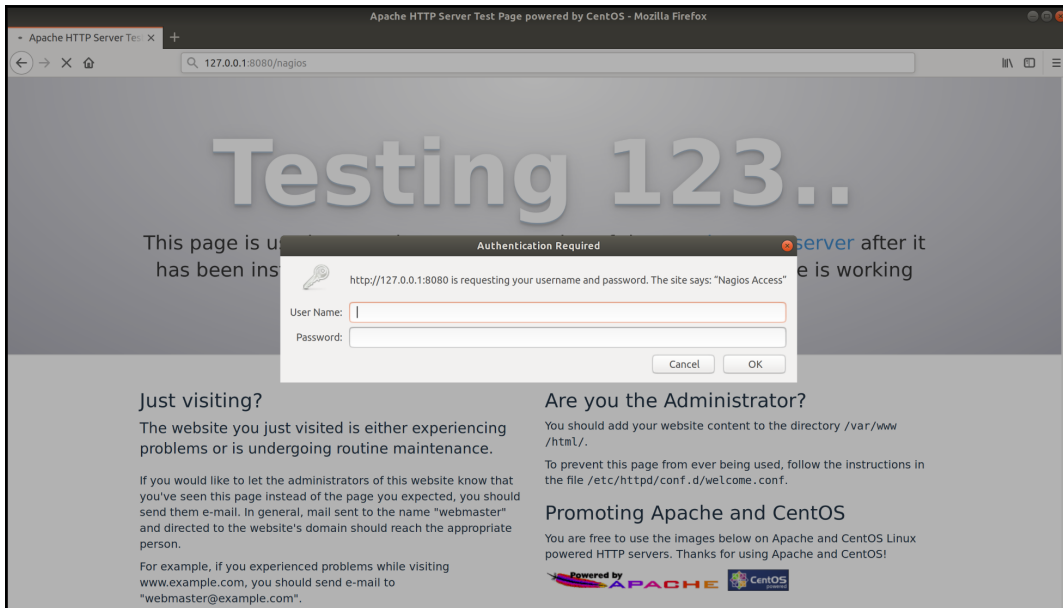 Apache HTTP Server Test Page powered by CentOS - Mozilla Firefox
Apache HTTP Server Tes
127.0.0.1:8080/nagios
Testing 123..
This page is u
server after it
has been ins
e is working
Authentication Required
http://127.0.0.1:8080 is requesting your username and password. The site says: “Nagios Access”
User Name:
Password:
Cancel
OK
Just visiting?
The website you just visited is either experiencing
problems or is undergoing routine maintenance.
If you would like to let the administrators of this website know that
you've seen this page instead of the page you expected, you should
send them e-mail. In general, mail sent to the name "webmaster"
and directed to the website's domain should reach the appropriate
person.
For example, if you experienced problems while visiting
www.example.com, you should send e-mail to
"webmaster@example.com".
Are you the Administrator?
You should add your website content to the directory /var/www
/html/.
To prevent this page from ever being used, follow the instructions in
the file /etc/httpd/conf.d/welcome.conf.
Promoting Apache and CentOS
You are free to use the images below on Apache and CentOS Linux
powered HTTP servers. Thanks for using Apache and CentOS!
Powered by
APACHE
CentOS